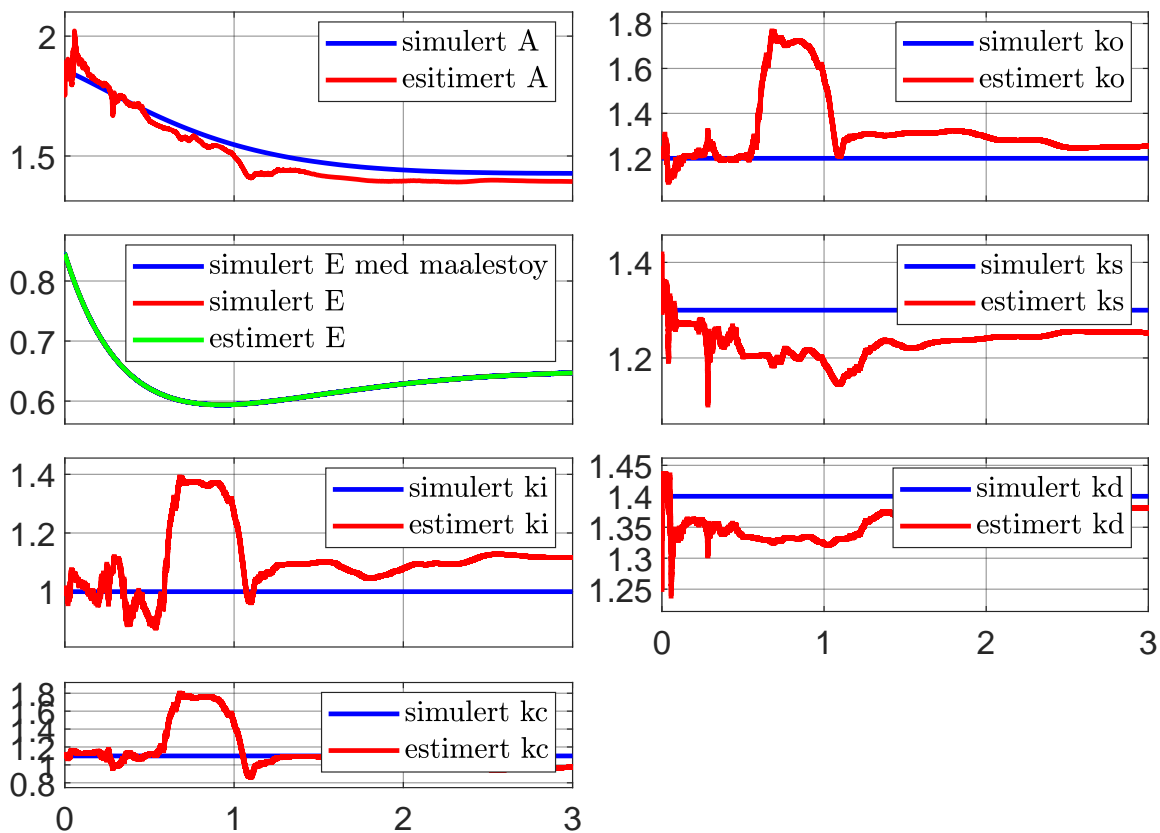 2
1.5
simulert A
esitimert A
1.8
1.6
1.4
1.2
simulert ko
estimert ko
0.8
0.7
0.6
simulert E med maalestoy
simulert E
estimert E
1.4
1.2
simulert ks
estimert ks
1.4
1.2
1
simulert ki
estimert ki
1.45
1.4
1.35
1.3
1.25
simulert kd
estimert kd
0 1 2 3
1.8
1.6
1.4
1.2
1
0.8
simulert kc
estimert kc
0 1 2 3